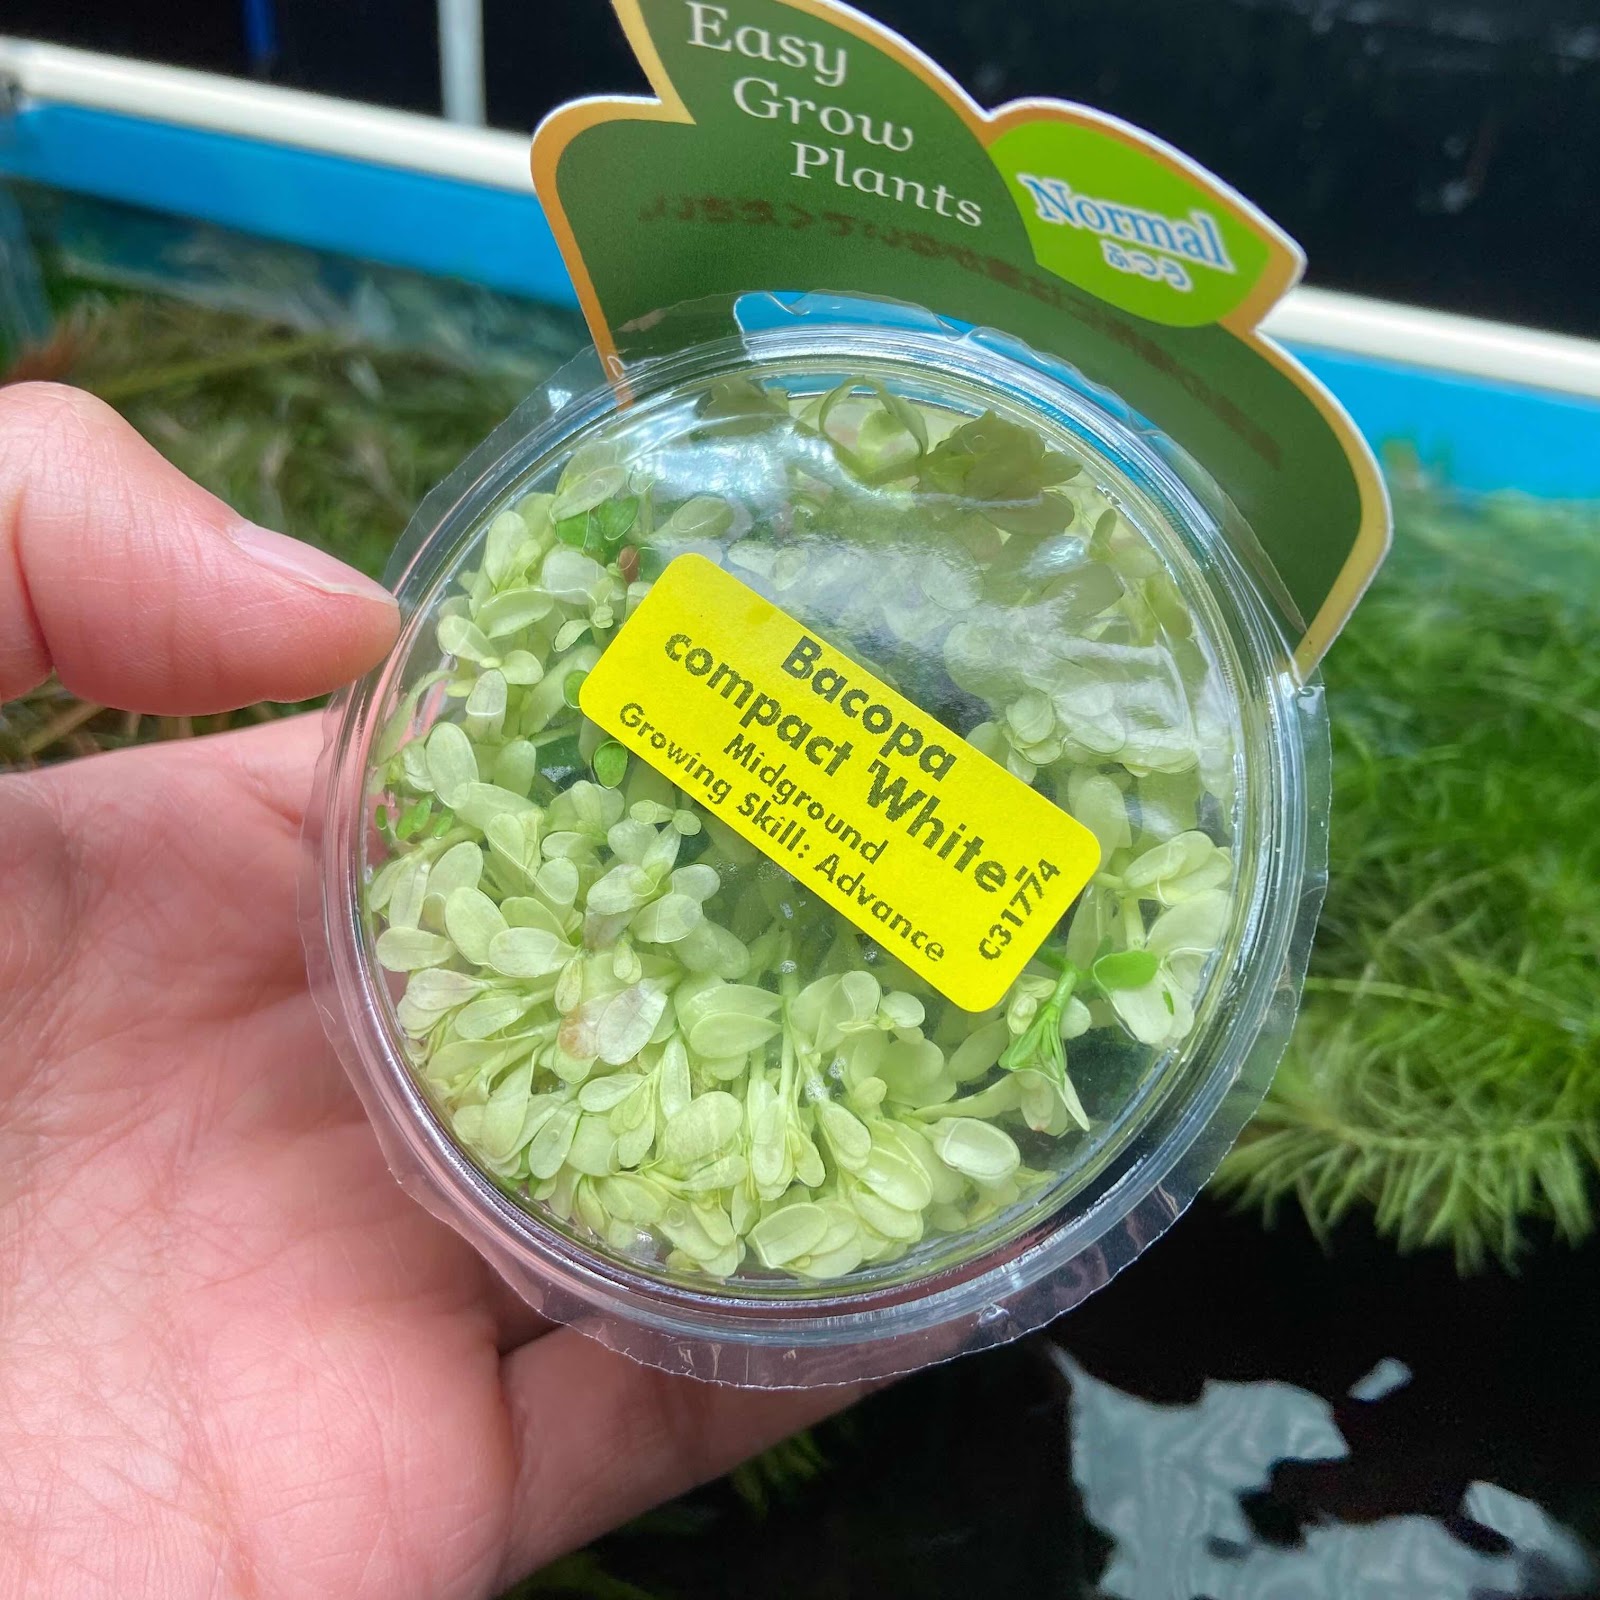 Easy
Grow
Plants
Normal
ふつう
Bacopa
compact 'White'
Midground
Growing Skill: Advance
C31774